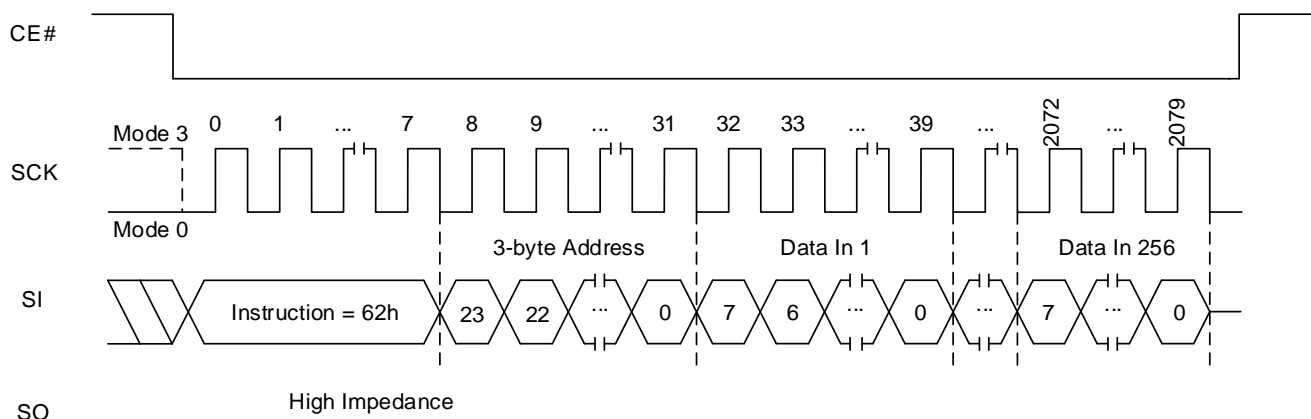 CE#
SCK
Mode 3
0 1 ... 7 8 9 ... 31 32 33 ... 39 ... 2072 ... 2079
Mode 0
3-byte Address Data In 1 Data In 256
SI
Instruction = 62h 23 22 ... 0 7 6 ... 0 ... 7 ... 0
SO
High Impedance